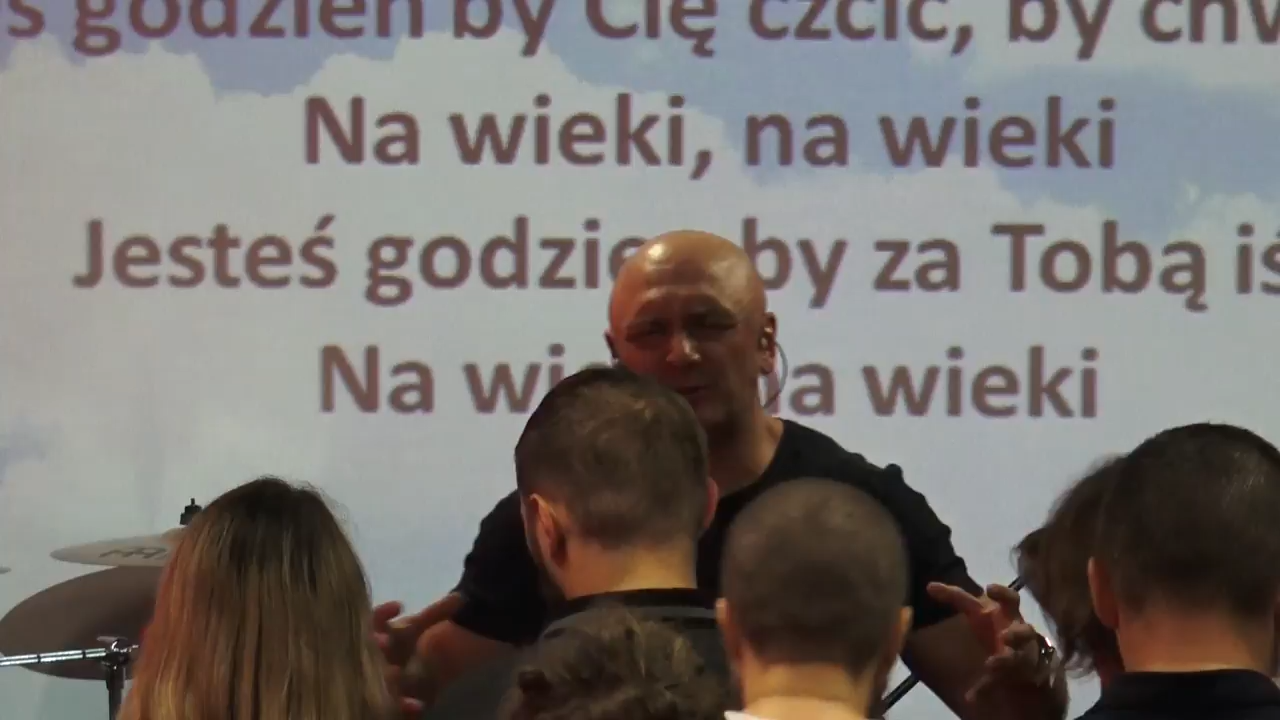 godzien by Cię czcić, by
Na wieki, na wieki
Jesteś by za Tobą
Na wieki